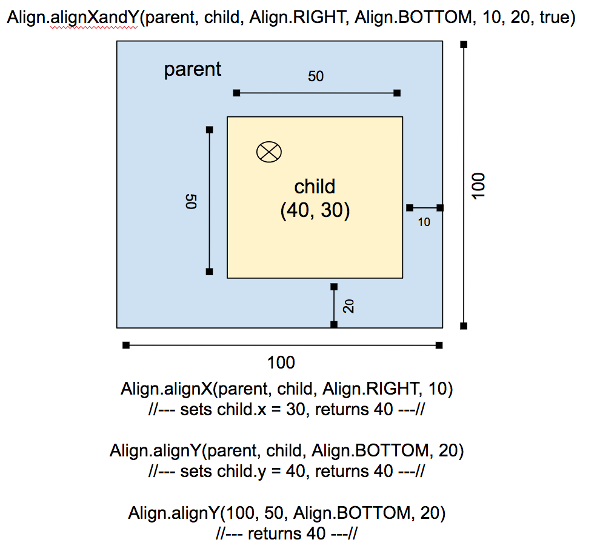 Align.alignXandY(parent, child, Align.RIGHT, Align.BOTTOM, 10, 20, true)
parent
50
50
child
(40, 30)
10
100
20
100
Align.alignX(parent, child, Align.RIGHT, 10)
//--- sets child.x = 30, returns 40 ---//
Align.alignY(parent, child, Align.BOTTOM, 20)
//--- sets child.y = 40, returns 40 ---//
Align.alignY(100, 50, Align.BOTTOM, 20)
//--- returns 40 ---//